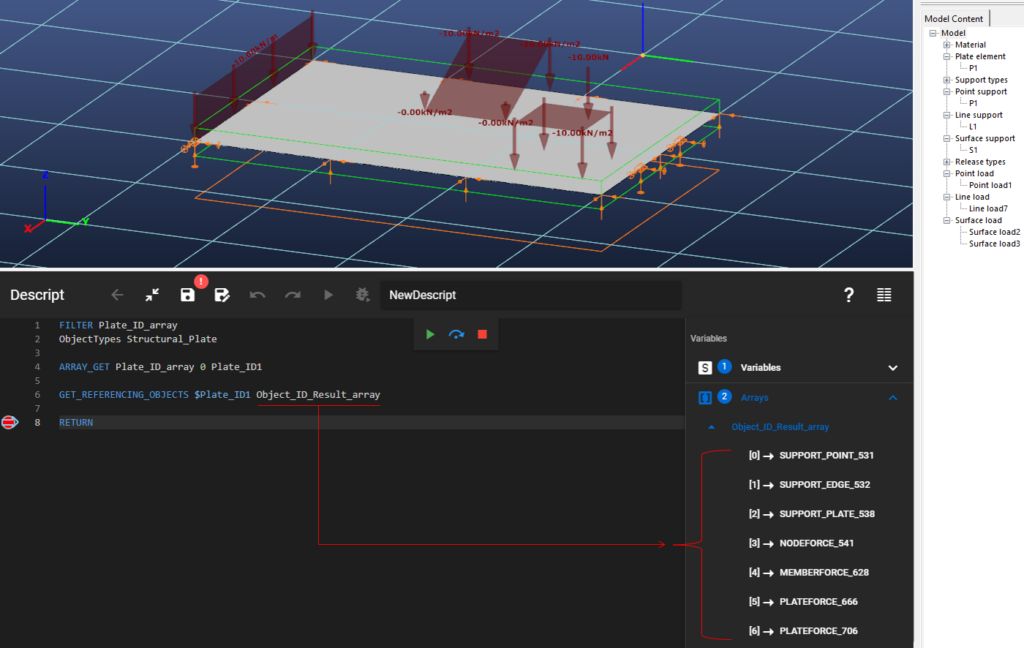 -10.00kN/m
-10.00kN/m2
-10.00kN/m2
-10.00kN
-0.00kN/m2
-0.00kN/m2
-10.00kN/m2
Z
X
Y
Model Content
Model
Material
Plate element
P1
Support types
Point support
P1
Line support
L1
Surface support
S1
Release types
Point load
Point load1
Line load
Line load7
Surface load
Surface load2
Surface load3
Descript
!
NewDescript
?
1 FILTER Plate_ID_array
2 ObjectTypes Structural_Plate
3
4 ARRAY_GET Plate_ID_array 0 Plate_ID1
5
6 GET_REFERENCING_OBJECTS $Plate_ID1 Object_ID_Result_array
7
8 RETURN
Variables
S 1 Variables
[] 2 Arrays
Object_ID_Result_array
[0] → SUPPORT_POINT_531
[1] → SUPPORT_EDGE_532
[2] → SUPPORT_PLATE_538
[3] → NODEFORCE_541
[4] → MEMBERFORCE_628
[5] → PLATEFORCE_666
[6] → PLATEFORCE_706